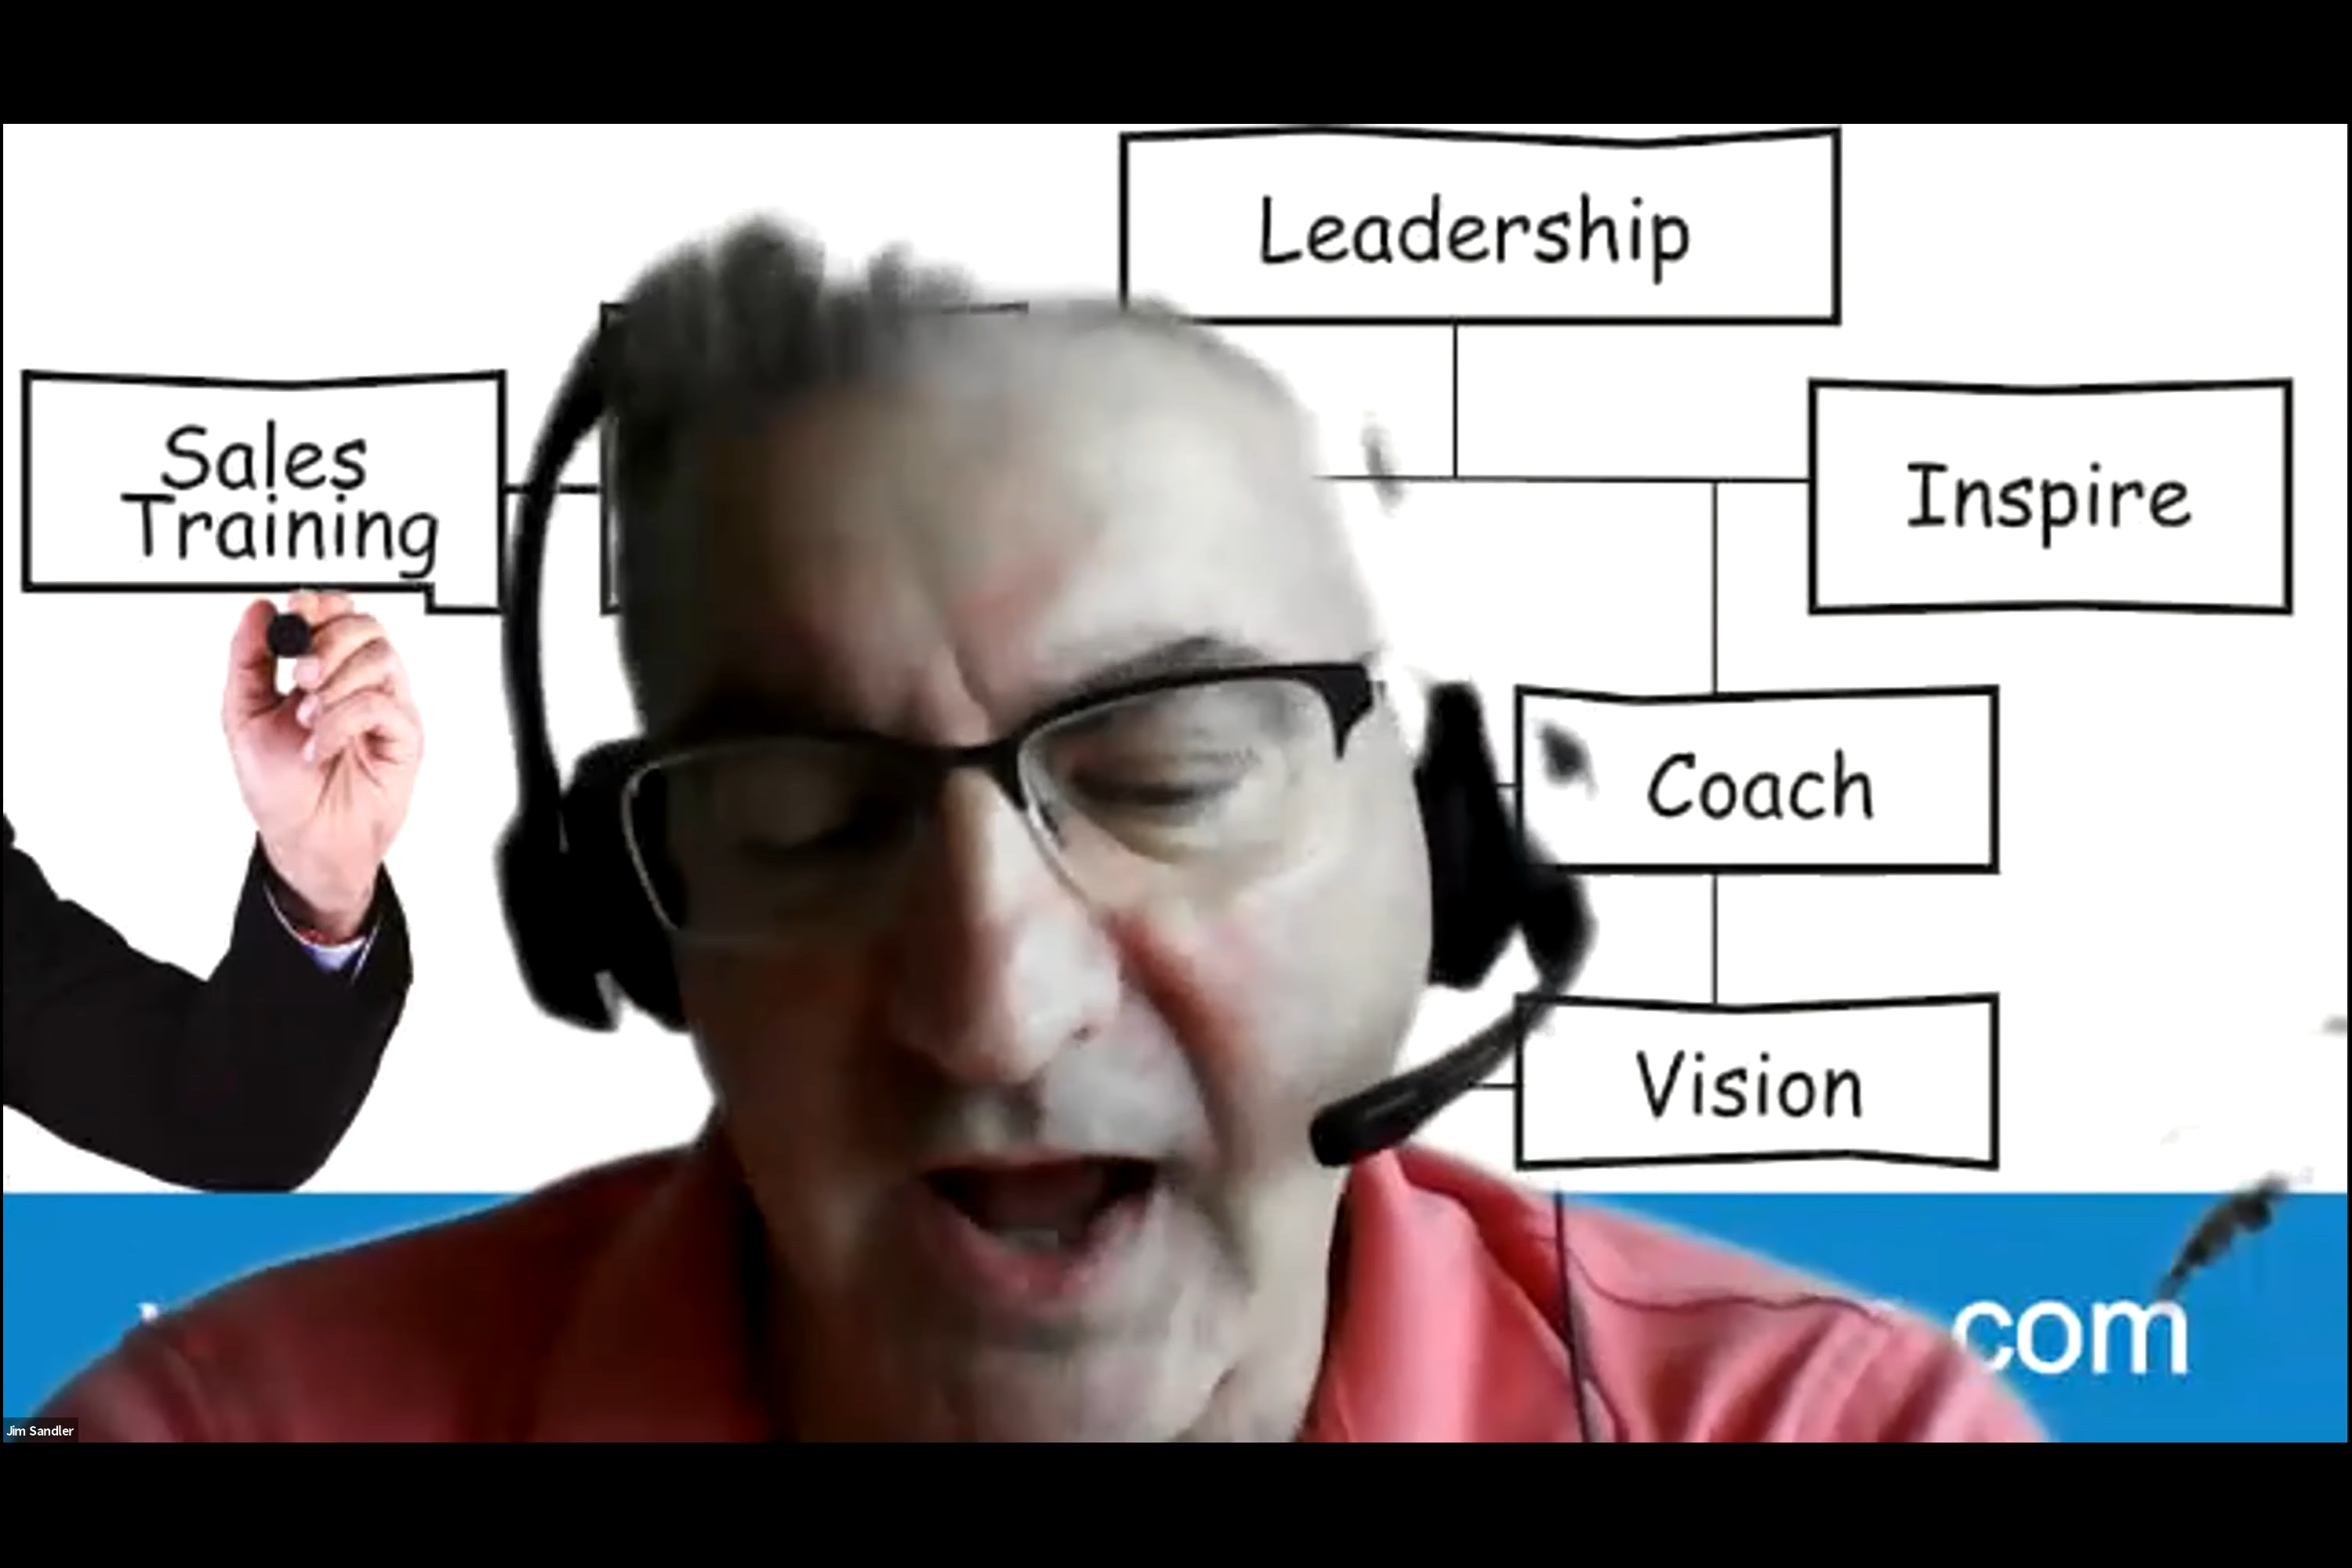 Leadership
Sales
Training
Inspire
Coach
Vision
com
Jim Sandler